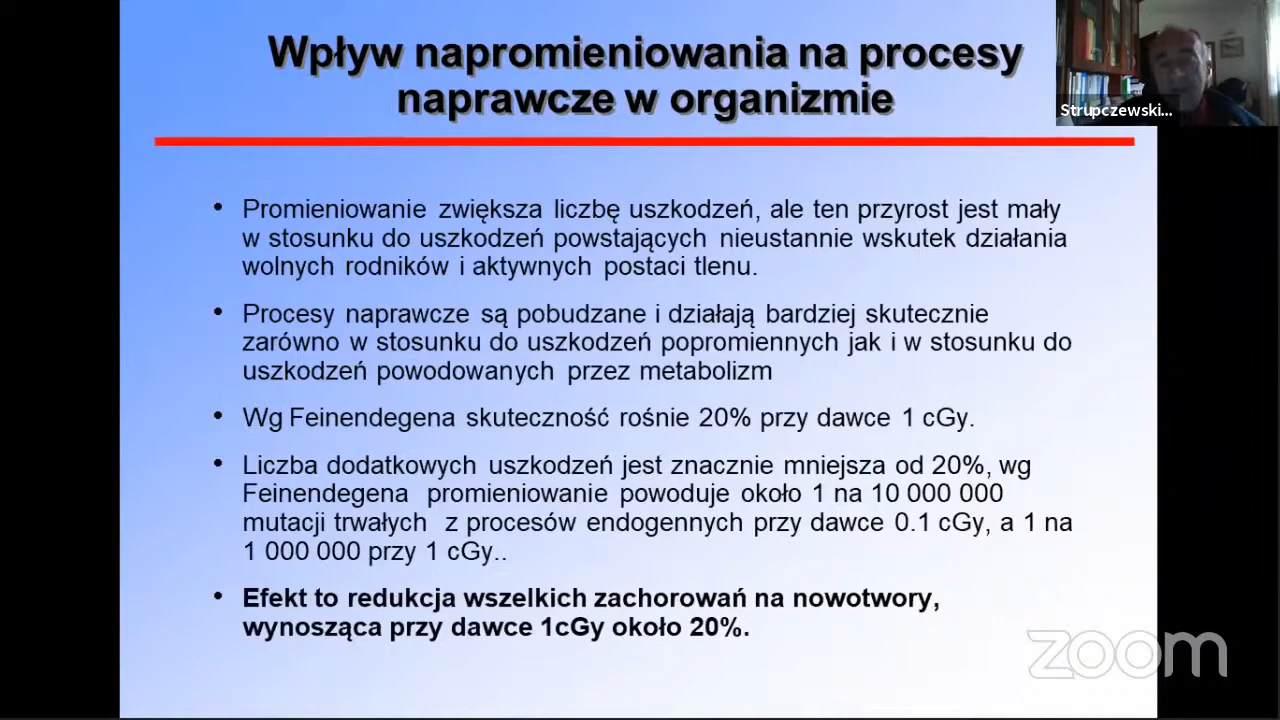 Wpływ napromieniowania na procesy
naprawcze w organizmie
Strupczewski...
• Promieniowanie zwiększa liczbę uszkodzeń, ale ten przyrost jest mały
w stosunku do uszkodzeń powstających nieustannie wskutek działania
wolnych rodników i aktywnych postaci tlenu.
• Procesy naprawcze są pobudzane i działają bardziej skutecznie
zarówno w stosunku do uszkodzeń popromiennych jak i w stosunku do
uszkodzeń powodowanych przez metabolizm
• Wg Feinendegena skuteczność rośnie 20% przy dawce 1 cGy.
• Liczba dodatkowych uszkodzeń jest znacznie mniejsza od 20%, wg
Feinendegena promieniowanie powoduje około 1 na 10 000 000
mutacji trwałych z procesów endogennych przy dawce 0.1 cGy, a 1 na
1 000 000 przy 1 cGy..
• Efekt to redukcja wszelkich zachorowań na nowotwory,
wynosząca przy dawce 1cGy około 20%.
zoom